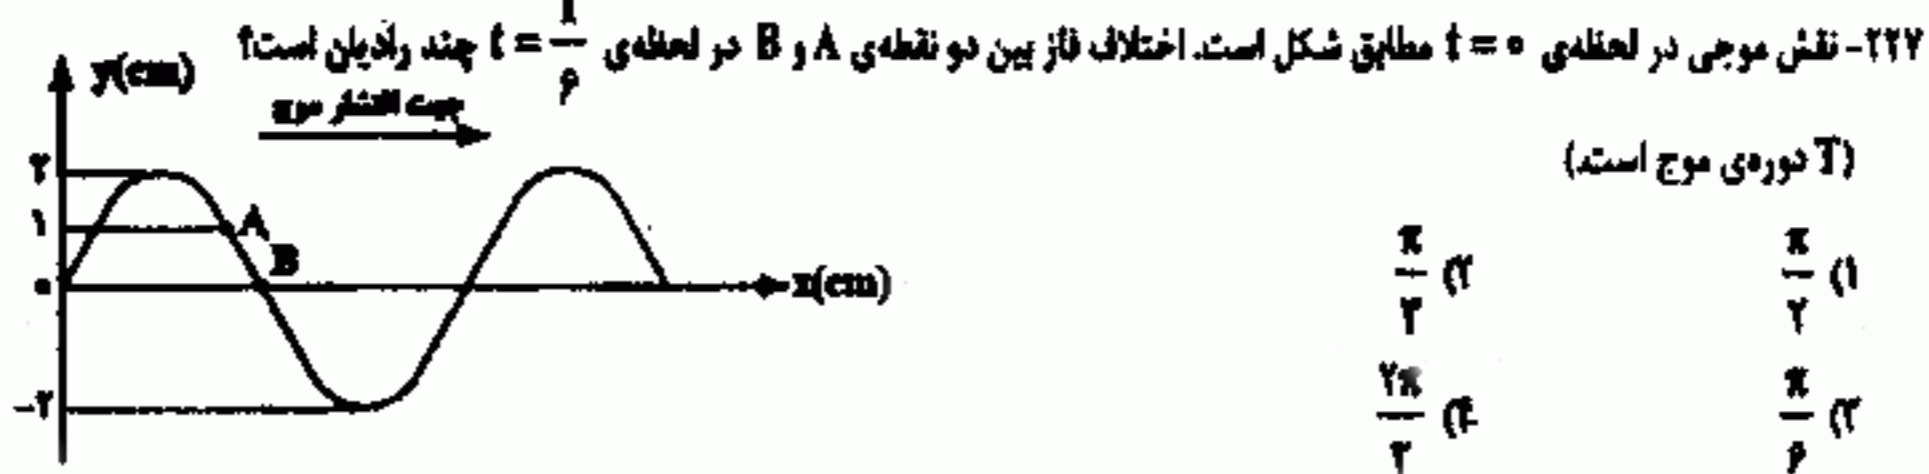 ۲۲۷- نقش موجی در لحظه‌ی t = ۰ مطابق شکل است. اختلاف فاز بین دو نقطه‌ی A و B در لحظه‌ی t = T/۶ چند رادیان است؟
(T دوره‌ی موج است.)
y(cm)
جهت انتشار موج
۲
۱
A
B
۰
x(cm)
-۲
۱) π/۲
۲) π/۳
۳) π/۶
۴) ۲π/۳